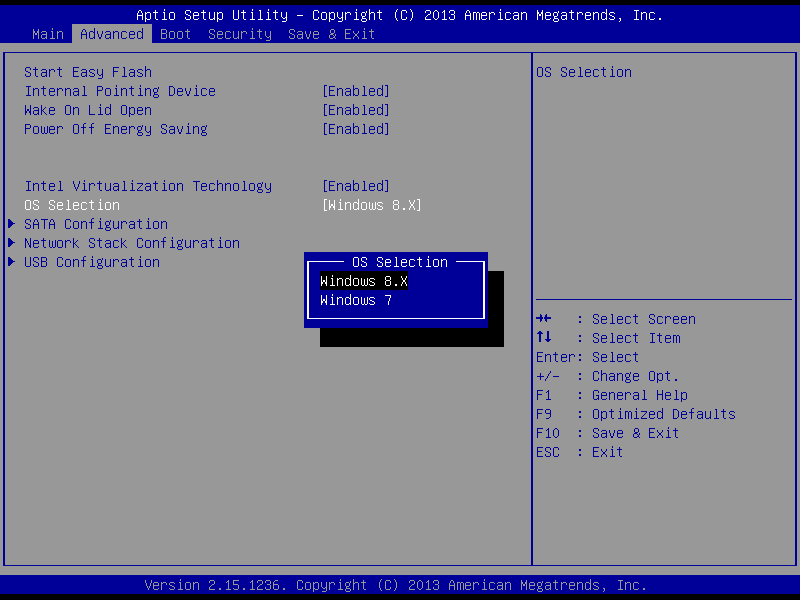 Aptio Setup Utility – Copyright (C) 2013 American Megatrends, Inc.
Main Advanced Boot Security Save & Exit
Start Easy Flash
Internal Pointing Device [Enabled]
Wake On Lid Open [Enabled]
Power Off Energy Saving [Enabled]
Intel Virtualization Technology [Enabled]
OS Selection [Windows 8.X]
SATA Configuration
Network Stack Configuration
USB Configuration
OS Selection
Windows 8.X
Windows 7
OS Selection
→← : Select Screen
↑↓ : Select Item
Enter: Select
+/– : Change Opt.
F1 : General Help
F9 : Optimized Defaults
F10 : Save & Exit
ESC : Exit
Version 2.15.1236. Copyright (C) 2013 American Megatrends, Inc.